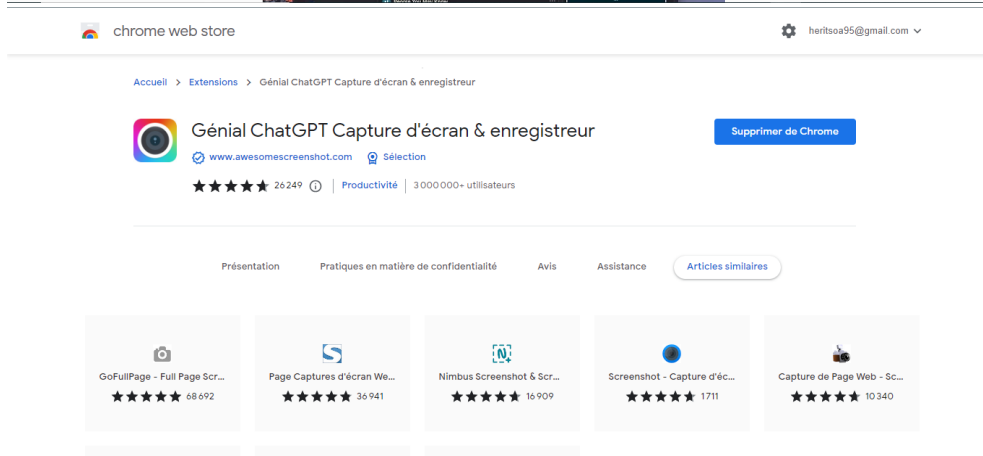 chrome web store
heritsoa95@gmail.com
Accueil > Extensions > Génial ChatGPT Capture d'écran & enregistreur
Génial ChatGPT Capture d'écran & enregistreur
Supprimer de Chrome
www.awesomescreenshot.com Sélection
26 249 Productivité 3 000 000+ utilisateurs
Présentation Pratiques en matière de confidentialité Avis Assistance Articles similaires
GoFullPage - Full Page Scr... Page Captures d'écran We... Nimbus Screenshot & Scr... Screenshot - Capture d'éc... Capture de Page Web - Sc...
68 692 36 941 16 909 1711 10 340